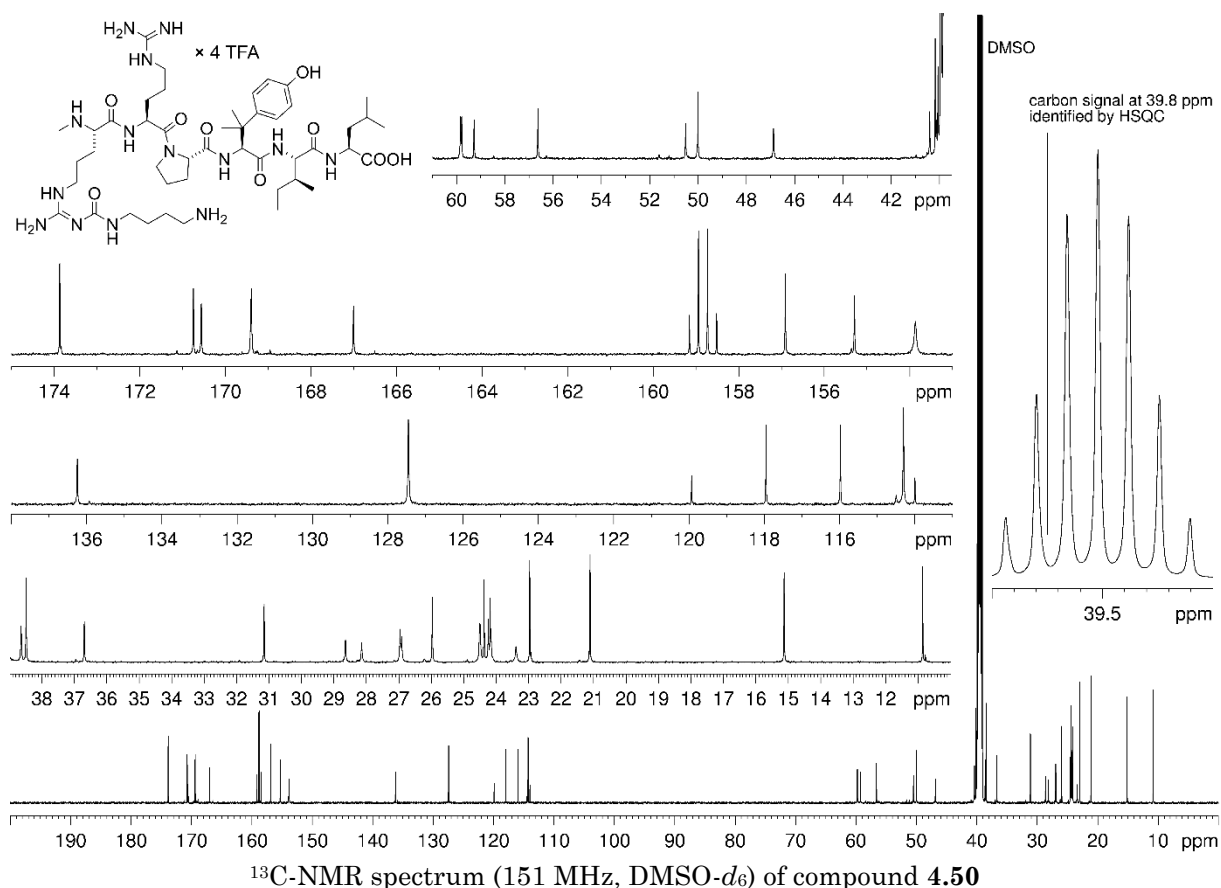 NH
H₂N
NH
HN
× 4 TFA
OH
O
O
O
H
N
N
H
N
N
H
O
H
N
O
N
H
COOH
HN
O
H₂N
N
N
H
NH₂
60 58 56 54 52 50 48 46 44 42 ppm
DMSO
carbon signal at 39.8 ppm
identified by HSQC
39.5 ppm
174 172 170 168 166 164 162 160 158 156 ppm
136 134 132 130 128 126 124 122 120 118 116 ppm
38 37 36 35 34 33 32 31 30 29 28 27 26 25 24 23 22 21 20 19 18 17 16 15 14 13 12 ppm
190 180 170 160 150 140 130 120 110 100 90 80 70 60 50 40 30 20 10 ppm
¹³C-NMR spectrum (151 MHz, DMSO-d₆) of compound 4.50